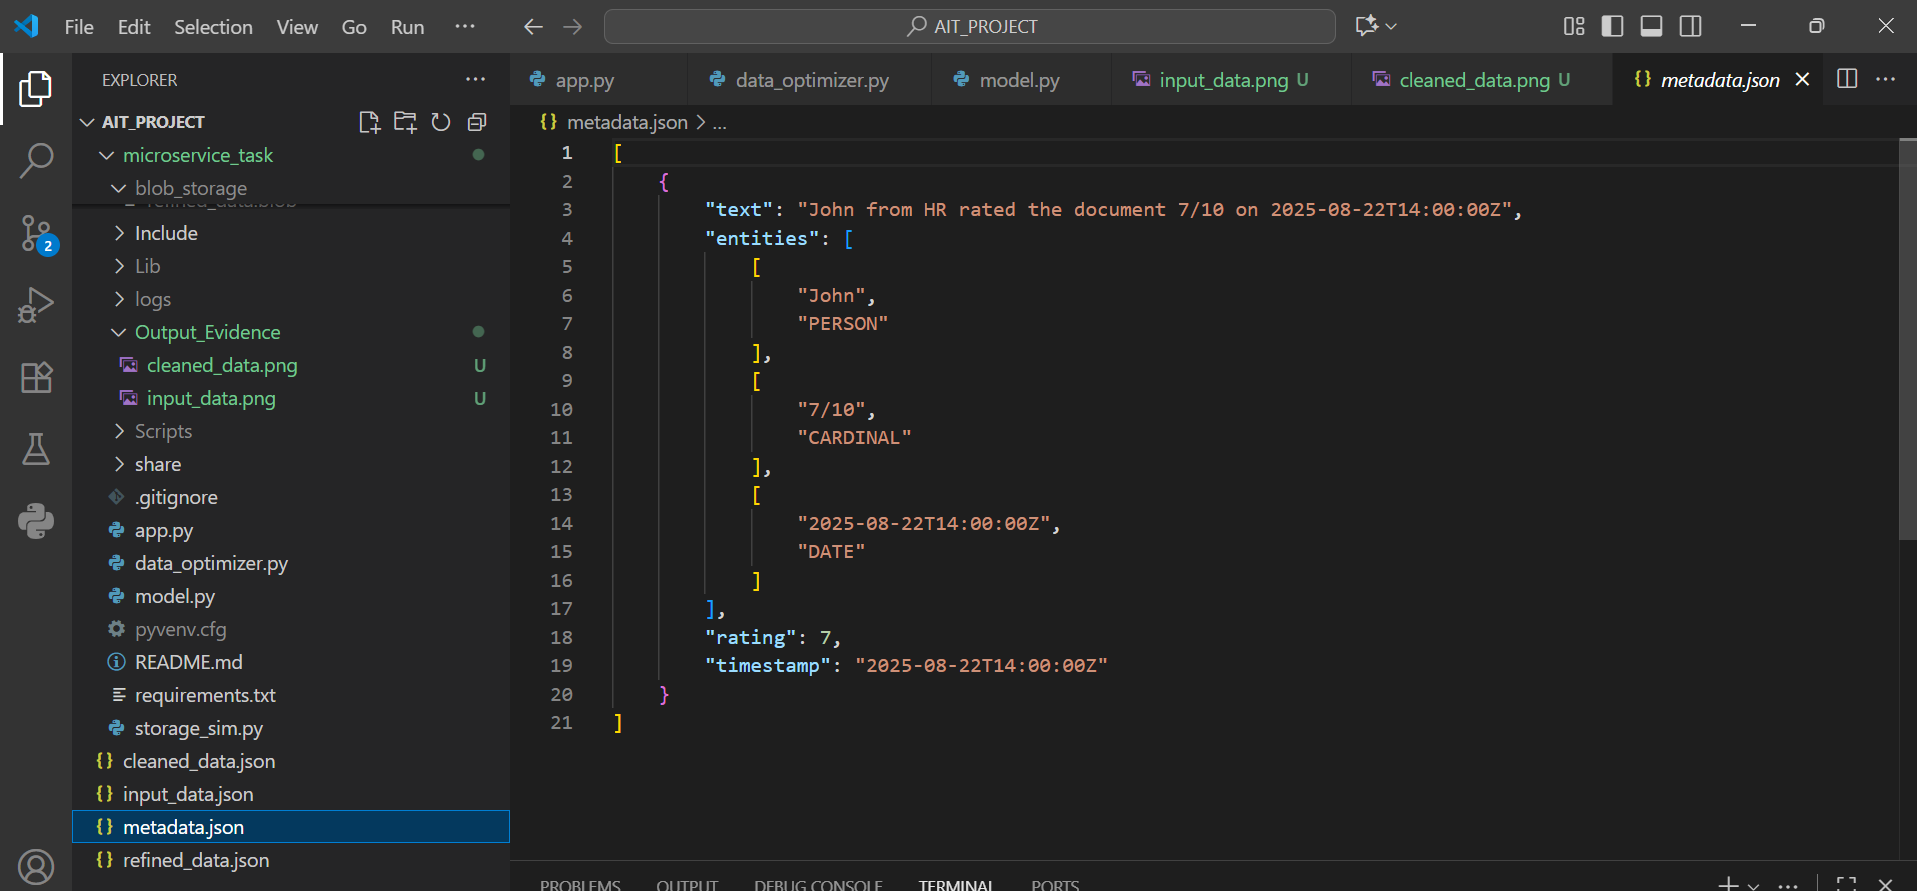 File Edit Selection View Go Run ...
AIT_PROJECT
EXPLORER
AIT_PROJECT
microservice_task
blob_storage
refined_data.blob
Include
Lib
logs
Output_Evidence
cleaned_data.png U
input_data.png U
Scripts
share
.gitignore
app.py
data_optimizer.py
model.py
pyvenv.cfg
README.md
requirements.txt
storage_sim.py
cleaned_data.json
input_data.json
metadata.json
refined_data.json
2
app.py data_optimizer.py model.py input_data.png U cleaned_data.png U metadata.json
metadata.json > ...
1 [
2 {
3 "text": "John from HR rated the document 7/10 on 2025-08-22T14:00:00Z",
4 "entities": [
5 [
6 "John",
7 "PERSON"
8 ],
9 [
10 "7/10",
11 "CARDINAL"
12 ],
13 [
14 "2025-08-22T14:00:00Z",
15 "DATE"
16 ]
17 ],
18 "rating": 7,
19 "timestamp": "2025-08-22T14:00:00Z"
20 }
21 ]
PROBLEMS OUTPUT DEBUG CONSOLE TERMINAL PORTS